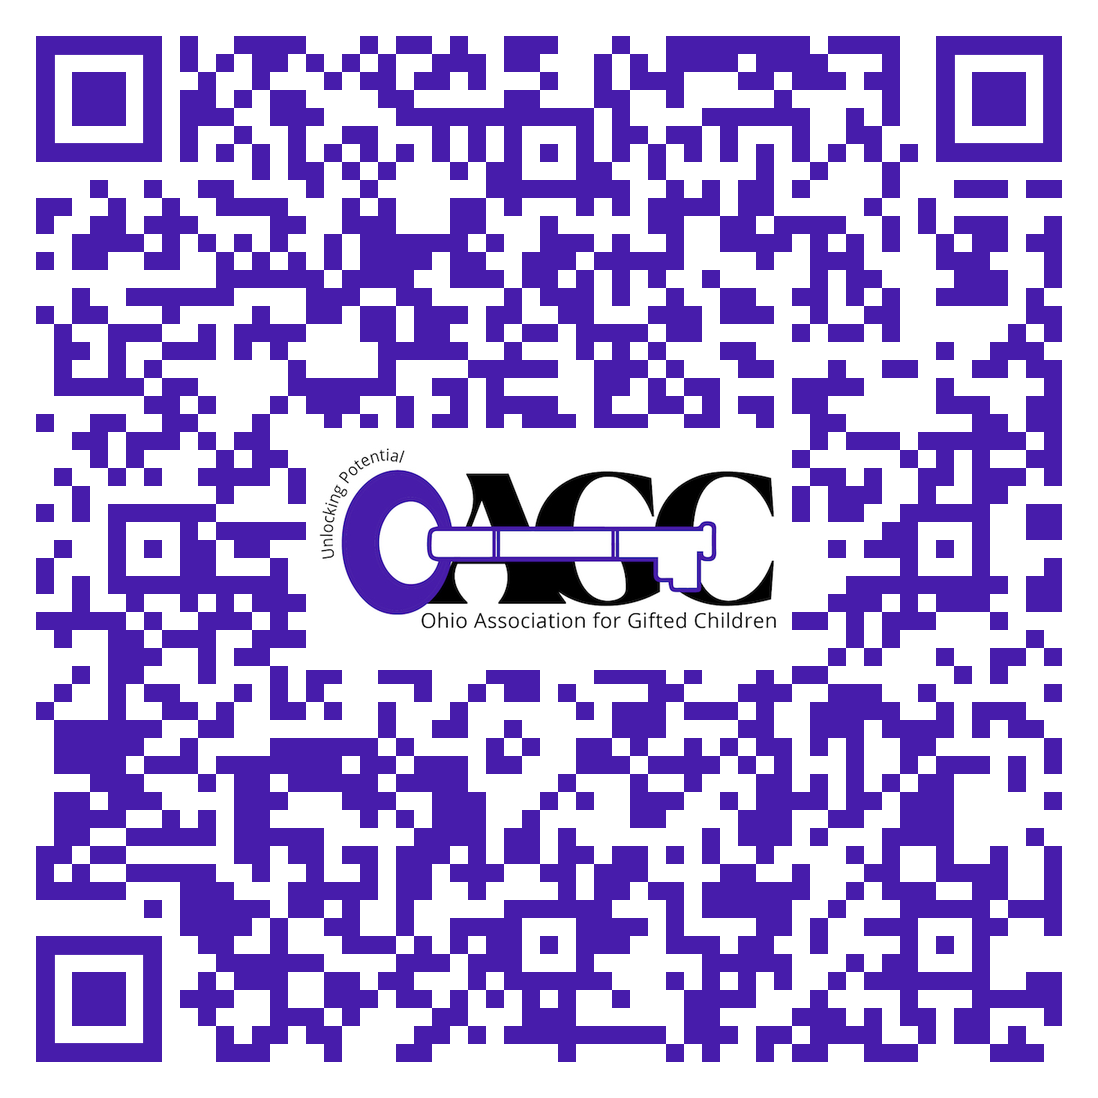 Unlocking Potential
OAGC
Ohio Association for Gifted Children